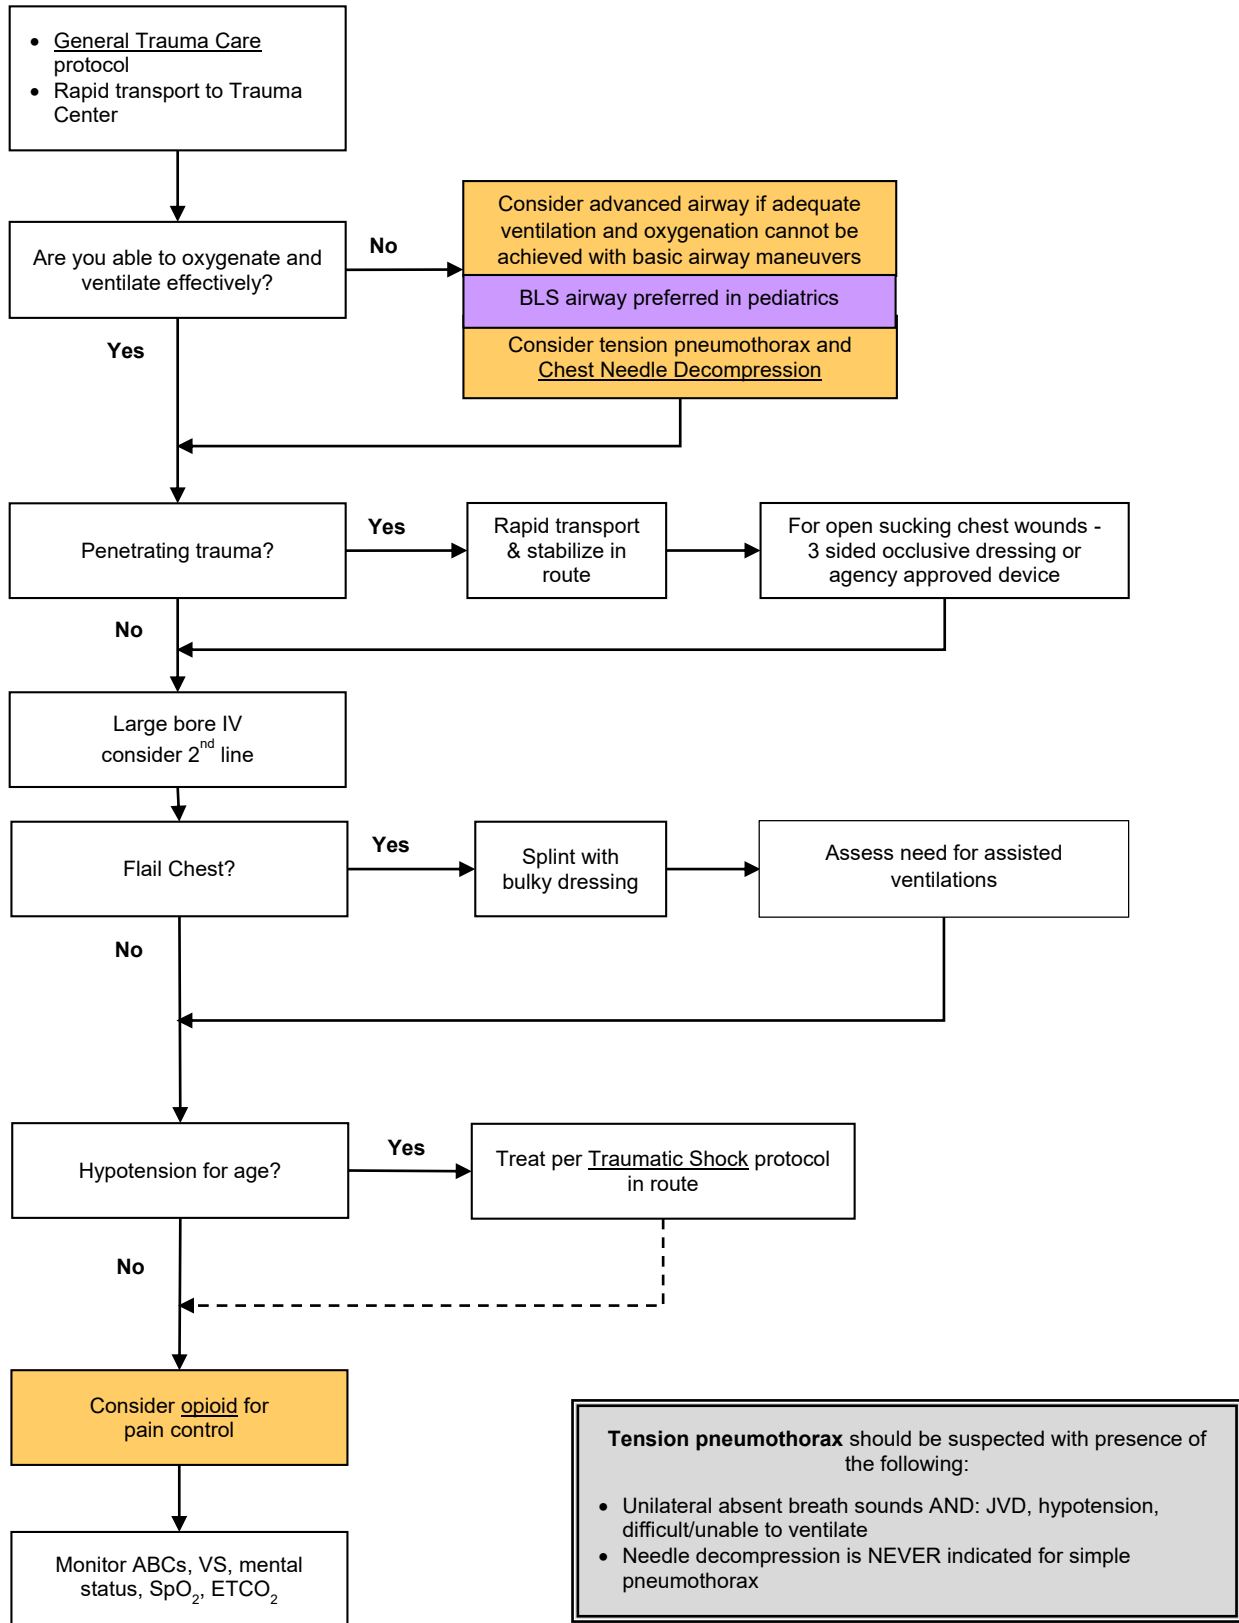 • General Trauma Care
protocol
• Rapid transport to Trauma
Center
Are you able to oxygenate and
ventilate effectively?
No
Consider advanced airway if adequate
ventilation and oxygenation cannot be
achieved with basic airway maneuvers
BLS airway preferred in pediatrics
Consider tension pneumothorax and
Chest Needle Decompression
Yes
Penetrating trauma?
Yes
Rapid transport
& stabilize in
route
For open sucking chest wounds -
3 sided occlusive dressing or
agency approved device
No
Large bore IV
consider 2nd line
Flail Chest?
Yes
Splint with
bulky dressing
Assess need for assisted
ventilations
No
Hypotension for age?
Yes
Treat per Traumatic Shock protocol
in route
No
Consider opioid for
pain control
Monitor ABCs, VS, mental
status, SpO2, ETCO2
Tension pneumothorax should be suspected with presence of
the following:
• Unilateral absent breath sounds AND: JVD, hypotension,
difficult/unable to ventilate
• Needle decompression is NEVER indicated for simple
pneumothorax